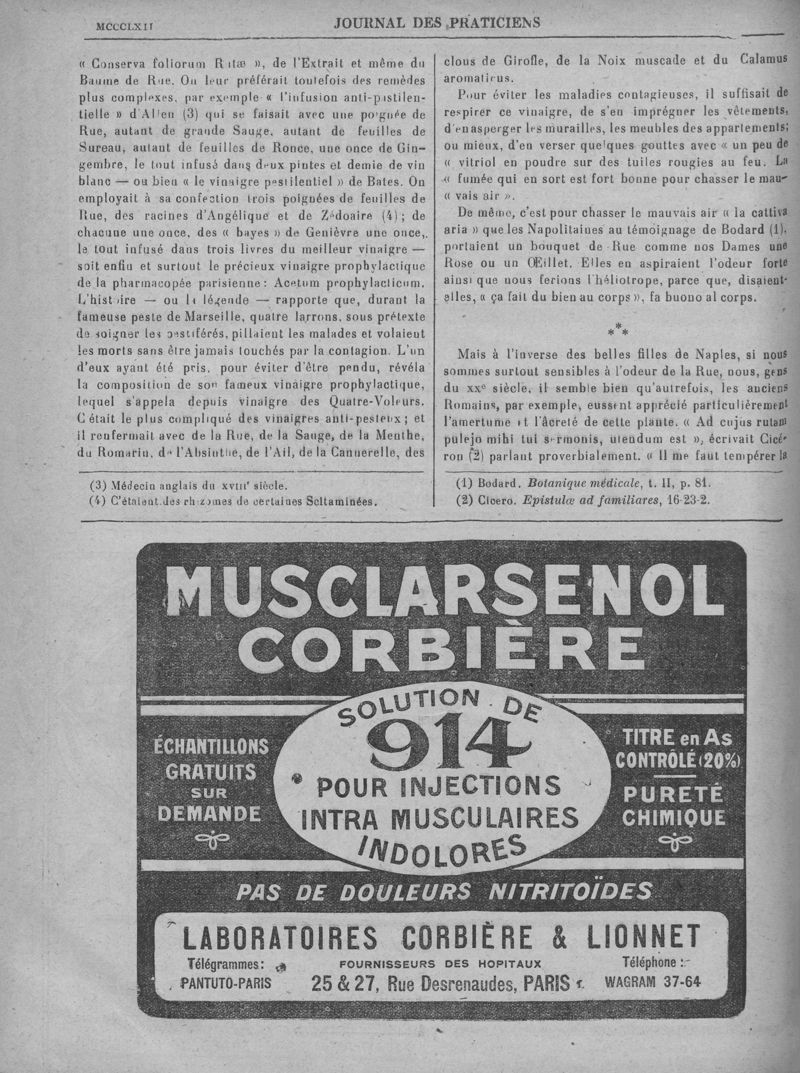 MCCCLXII
JOURNAL DES PRATICIENS
« Conserva foliorum Rutæ », de l'Extrait et même du
Baume de Rue. On leur préférait toutefois des remèdes
plus complexes, par exemple « l'infusion anti-pestilen-
tielle » d'Allen (3) qui se faisait avec une poignée de
Rue, autant de grande Sauge, autant de feuilles de
Sureau, autant de feuilles de Ronce, une once de Gin-
gembre, le tout infusé dans deux pintes et demie de vin
blanc — ou bien « le vinaigre pestilentiel » de Bates. On
employait à sa confection trois poignées de feuilles de
Rue, des racines d'Angélique et de Zédoaire (4) ; de
chacune une once, des « bayes » de Genièvre une once,
le tout infusé dans trois livres du meilleur vinaigre —
soit enfin et surtout le précieux vinaigre prophylactique
de la pharmacopée parisienne : Acetum prophylacticum.
L'histoire — ou la légende — rapporte que, durant la
fameuse peste de Marseille, quatre larrons, sous prétexte
de soigner les pestiférés, pillaient les malades et volaient
les morts sans être jamais touchés par la contagion. L'un
d'eux ayant été pris, pour éviter d'être pendu, révéla
la composition de son fameux vinaigre prophylactique,
lequel s'appela depuis vinaigre des Quatre-Voleurs.
C'était le plus compliqué des vinaigres anti-pesteux ; et
il renfermait avec de la Rue, de la Sauge, de la Menthe,
du Romarin, de l'Absinthe, de l'Ail, de la Cannerelle, des
(3) Médecin anglais du XVIIIe siècle.
(4) C'étaient des rhizomes de certaines Scitaminées.
clous de Girofle, de la Noix muscade et du Calamus
aromaticus.
Pour éviter les maladies contagieuses, il suffisait de
respirer ce vinaigre, de s'en imprégner les vêtements,
d'en asperger les murailles, les meubles des appartements;
ou mieux, d'en verser quelques gouttes avec « un peu de
« vitriol en poudre sur des tuiles rougies au feu. La
« fumée qui en sort est fort bonne pour chasser le mau-
« vais air ».
De même, c'est pour chasser le mauvais air « la cattiva
aria » que les Napolitaines au témoignage de Bodard (1),
portaient un bouquet de Rue comme nos Dames une
Rose ou un Œillet. Elles en aspiraient l'odeur forte
ainsi que nous ferions l'héliotrope, parce que, disaient-
elles, « ça fait du bien au corps », fa buono al corps.
***
Mais à l'inverse des belles filles de Naples, si nous
sommes surtout sensibles à l'odeur de la Rue, nous, gens
du XXe siècle, il semble bien qu'autrefois, les anciens
Romains, par exemple, eussent apprécié particulièrement
l'amertume et l'âcreté de cette plante. « Ad cujus rutam
pulejo mihi tui sermonis, utendum est », écrivait Cicé-
ron (2) parlant proverbialement. « Il me faut tempérer la
(1) Bodard. Botanique médicale, t. II, p. 81.
(2) Cicero. Epistulæ ad familiares, 16-23-2.
MUSCLARSENOL
CORBIÈRE
SOLUTION DE
914
POUR INJECTIONS
INTRA MUSCULAIRES
INDOLORES
ÉCHANTILLONS
GRATUITS
SUR
DEMANDE
TITRE en As
CONTRÔLÉ (20%)
PURETÉ
CHIMIQUE
PAS DE DOULEURS NITRITOÏDES
LABORATOIRES CORBIÈRE & LIONNET
Télégrammes :
PANTUTO-PARIS
FOURNISSEURS DES HOPITAUX
25 & 27, Rue Desrenaudes, PARIS
Téléphone :
WAGRAM 37-64